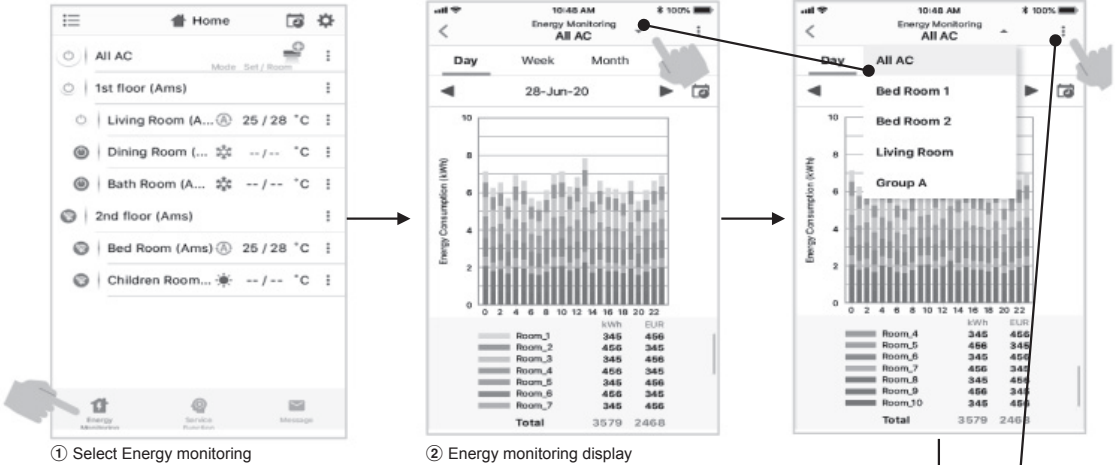 Home
All AC
Mode Set / Room
1st floor (Ams)
Living Room (A... A 25 / 28 °C
Dining Room (... -- / -- °C
Bath Room (A... -- / -- °C
2nd floor (Ams)
Bed Room (Ams) A 25 / 28 °C
Children Room... -- / -- °C
Energy
Monitoring
Service
Function
Message
① Select Energy monitoring
10:48 AM 100%
Energy Monitoring
All AC
Day Week Month
28-Jun-20
Energy Consumption (kWh)
10
8
6
4
2
0
0 2 4 6 8 10 12 14 16 18 20 22
kWh EUR
Room_1 345 456
Room_2 456 345
Room_3 345 456
Room_4 456 345
Room_5 345 456
Room_6 456 345
Room_7 345 456
Total 3579 2468
② Energy monitoring display
10:48 AM 100%
Energy Monitoring
All AC
Day
All AC
Bed Room 1
Bed Room 2
Living Room
Group A
Energy Consumption (kWh)
10
8
6
4
2
0
0 2 4 6 8 10 12 14 16 18 20 22
kWh EUR
Room_4 345 456
Room_5 456 345
Room_6 345 456
Room_7 456 345
Room_8 345 456
Room_9 456 345
Room_10 345 456
Total 3579 2468